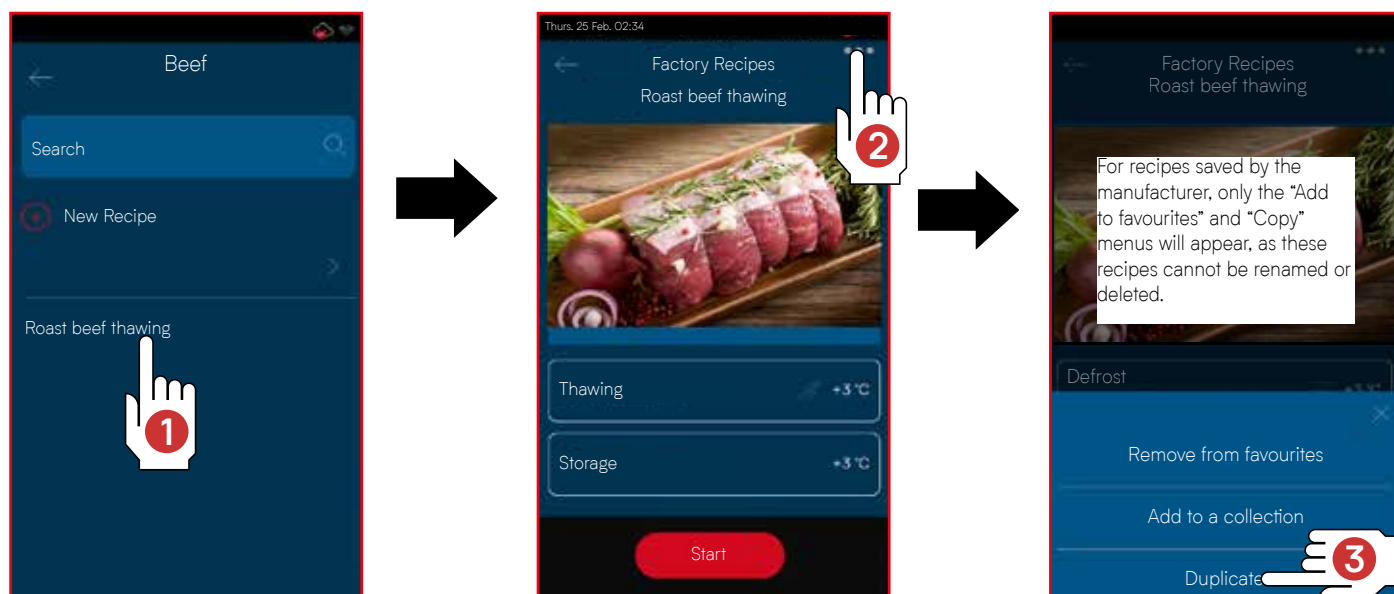 Beef
Search
New Recipe
Roast beef thawing
1
Thurs. 25 Feb. 02:34
Factory Recipes
Roast beef thawing
2
Thawing +3 °C
Storage +3 °C
Start
Factory Recipes
Roast beef thawing
For recipes saved by the
manufacturer, only the “Add
to favourites” and “Copy”
menus will appear, as these
recipes cannot be renamed or
deleted.
Defrost +3 °C
Remove from favourites
Add to a collection
3
Duplicate